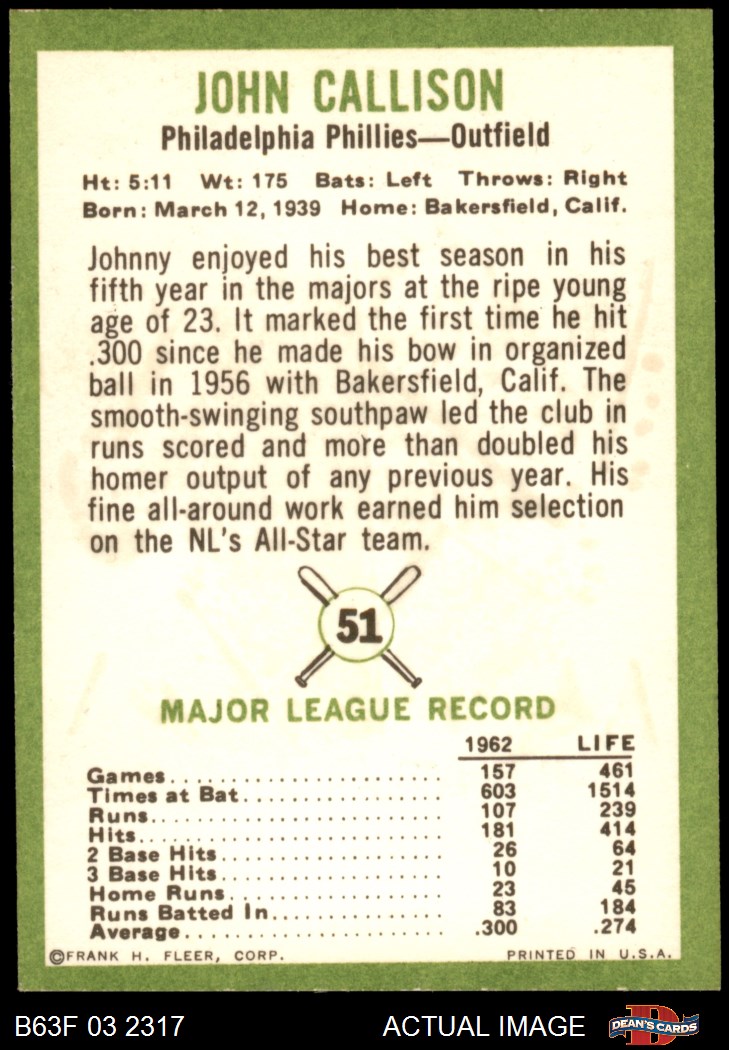 JOHN CALLISON
Philadelphia Phillies—Outfield
Ht: 5:11 Wt: 175 Bats: Left Throws: Right
Born: March 12, 1939 Home: Bakersfield, Calif.
Johnny enjoyed his best season in his
fifth year in the majors at the ripe young
age of 23. It marked the first time he hit
.300 since he made his bow in organized
ball in 1956 with Bakersfield, Calif. The
smooth-swinging southpaw led the club in
runs scored and more than doubled his
homer output of any previous year. His
fine all-around work earned him selection
on the NL's All-Star team.
51
MAJOR LEAGUE RECORD
1962 LIFE
Games 157 461
Times at Bat 603 1514
Runs 107 239
Hits 181 414
2 Base Hits 26 64
3 Base Hits 10 21
Home Runs 23 45
Runs Batted In 83 184
Average .300 .274
©FRANK H. FLEER, CORP. PRINTED IN U.S.A.
B63F 03 2317 ACTUAL IMAGE D DEAN'S CARDS